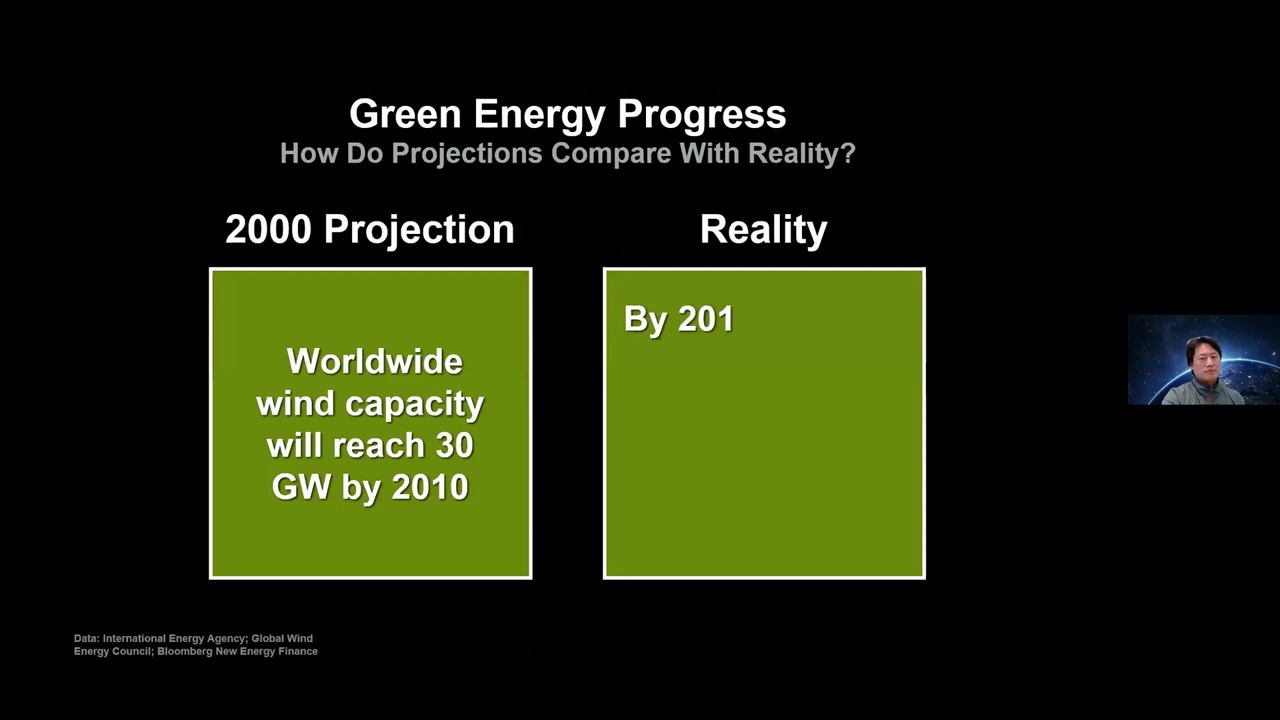 Green Energy Progress
How Do Projections Compare With Reality?
2000 Projection
Worldwide
wind capacity
will reach 30
GW by 2010
Reality
By 201
Data: International Energy Agency; Global Wind
Energy Council; Bloomberg New Energy Finance